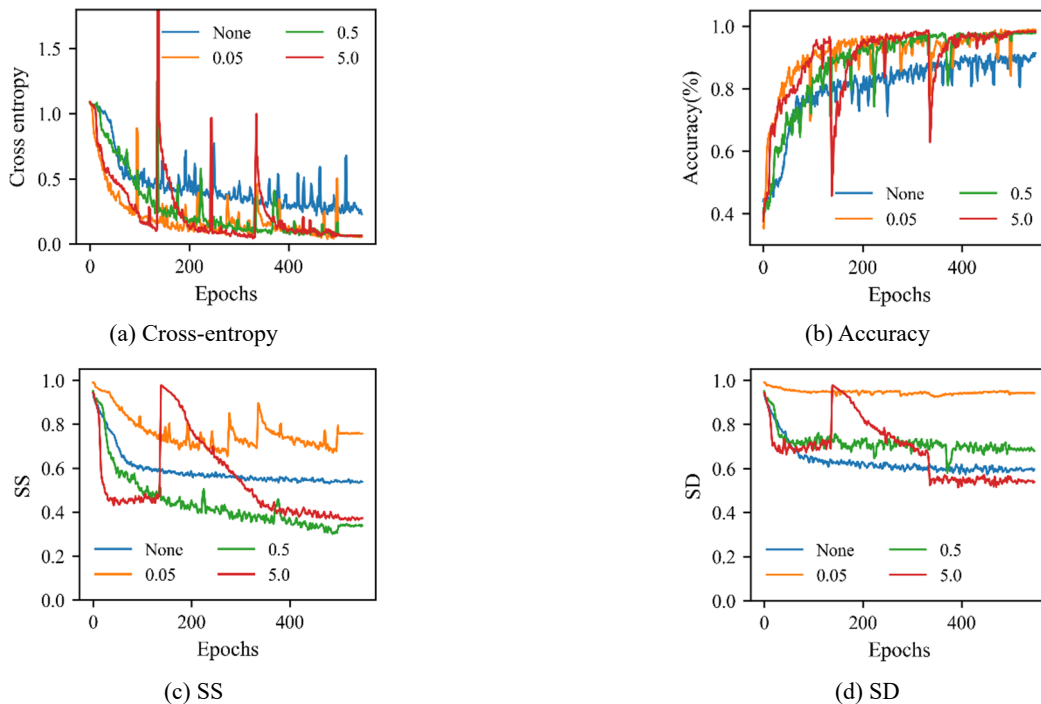 None 0.5
0.05 5.0
1.5
1.0
0.5
0.0
Cross entropy
0 200 400
Epochs
(a) Cross-entropy
1.0
0.8
0.6
0.4
Accuracy(%)
None 0.5
0.05 5.0
0 200 400
Epochs
(b) Accuracy
1.0
0.8
0.6
0.4
0.2
0.0
SS
None 0.5
0.05 5.0
0 200 400
Epochs
(c) SS
1.0
0.8
0.6
0.4
0.2
0.0
SD
None 0.5
0.05 5.0
0 200 400
Epochs
(d) SD